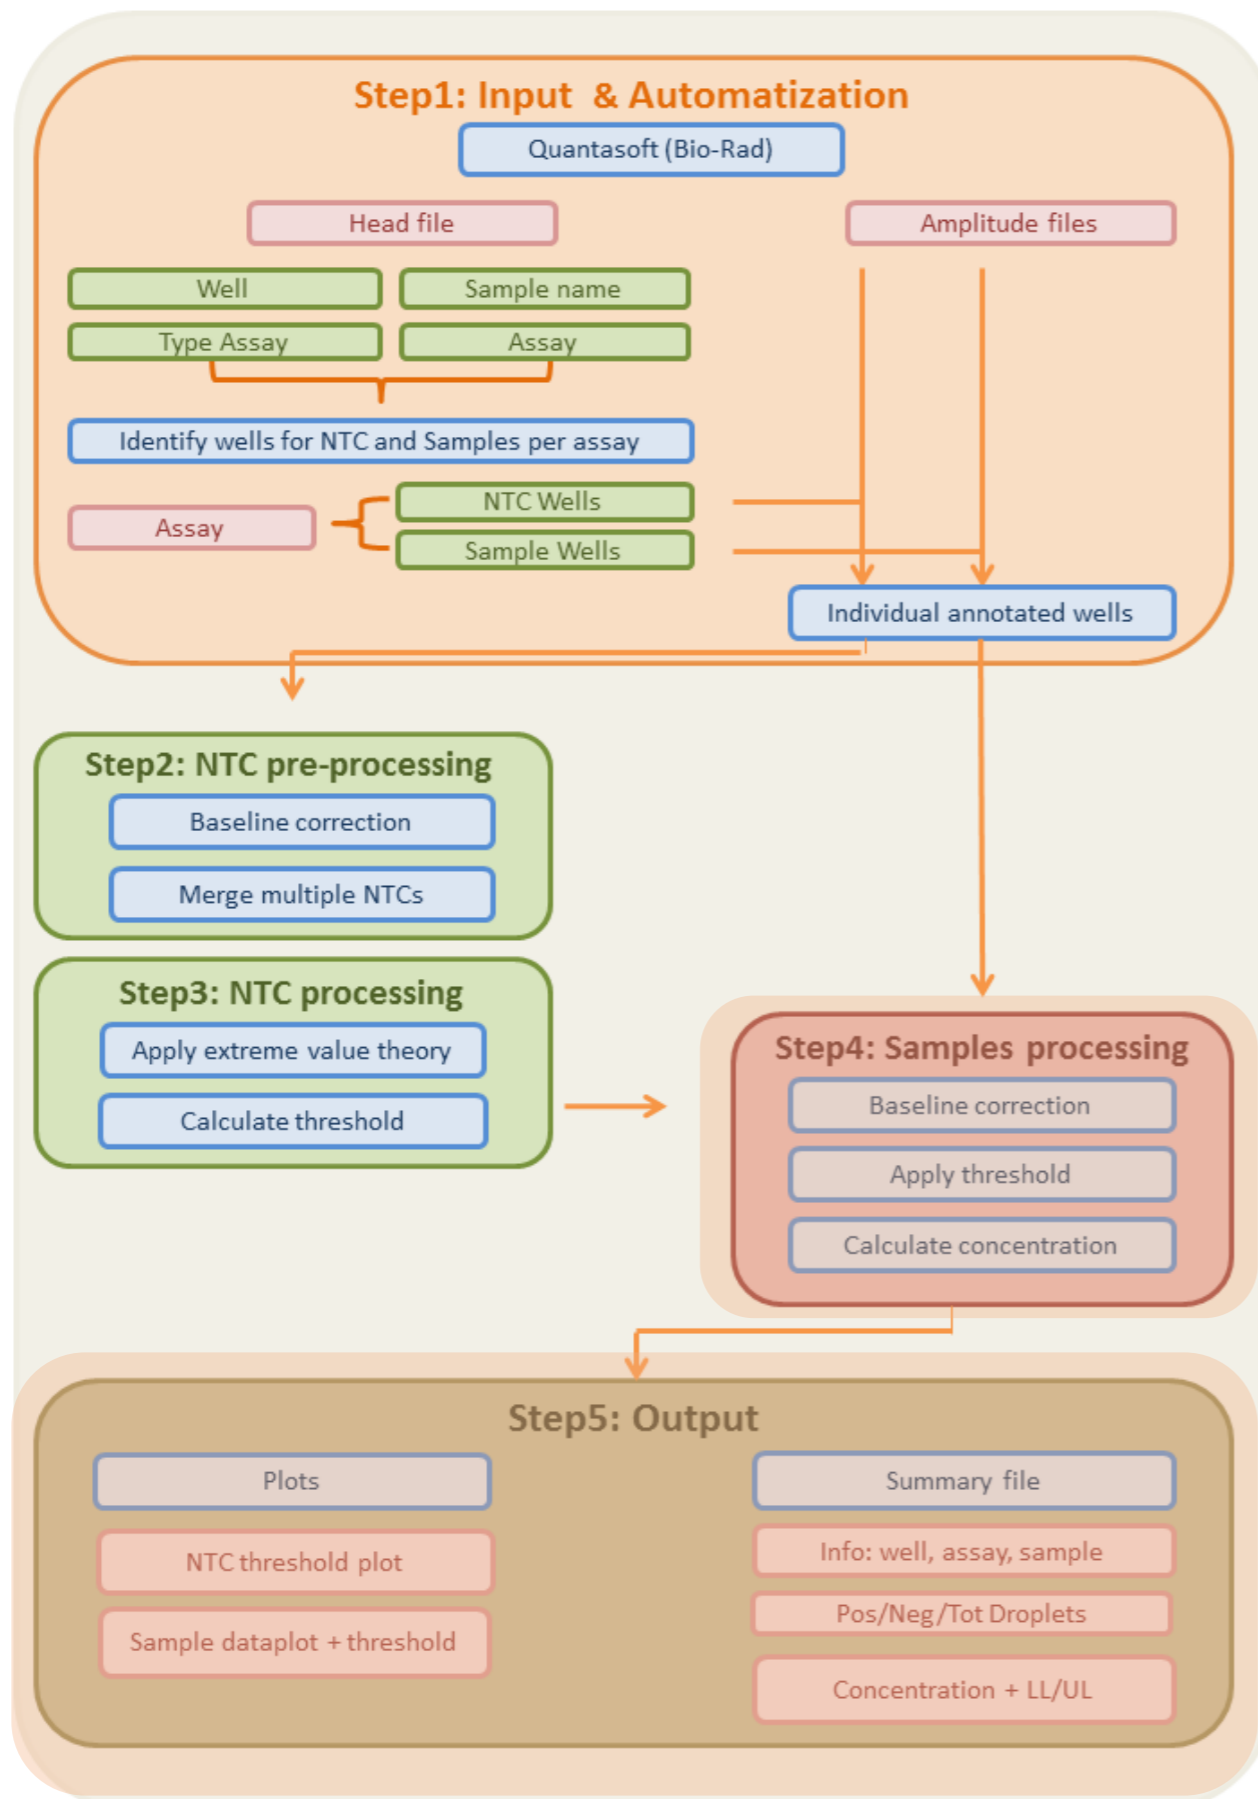 Step1: Input & Automatization
Quantasoft (Bio-Rad)
Head file
Amplitude files
Well
Sample name
Type Assay
Assay
Identify wells for NTC and Samples per assay
Assay
NTC Wells
Sample Wells
Individual annotated wells
Step2: NTC pre-processing
Baseline correction
Merge multiple NTCs
Step3: NTC processing
Apply extreme value theory
Calculate threshold
Step4: Samples processing
Baseline correction
Apply threshold
Calculate concentration
Step5: Output
Plots
NTC threshold plot
Sample dataplot + threshold
Summary file
Info: well, assay, sample
Pos/Neg/Tot Droplets
Concentration + LL/UL